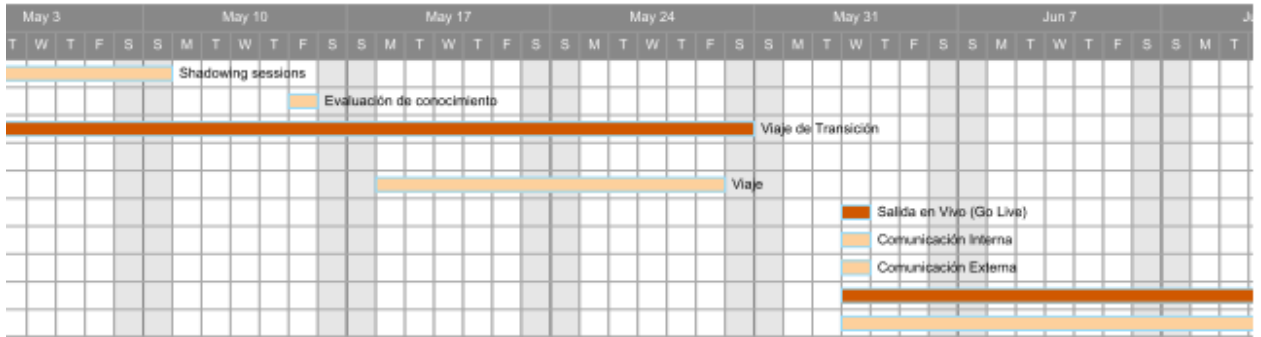 May 3 May 10 May 17 May 24 May 31 Jun 7
T W T F S S M T W T F S S M T W T F S S M T W T F S S M T W T F S S M T W T F S S M T
Shadowing sessions
Evaluación de conocimiento
Viaje de Transición
Viaje
Salida en Vivo (Go Live)
Comunicación Interna
Comunicación Externa